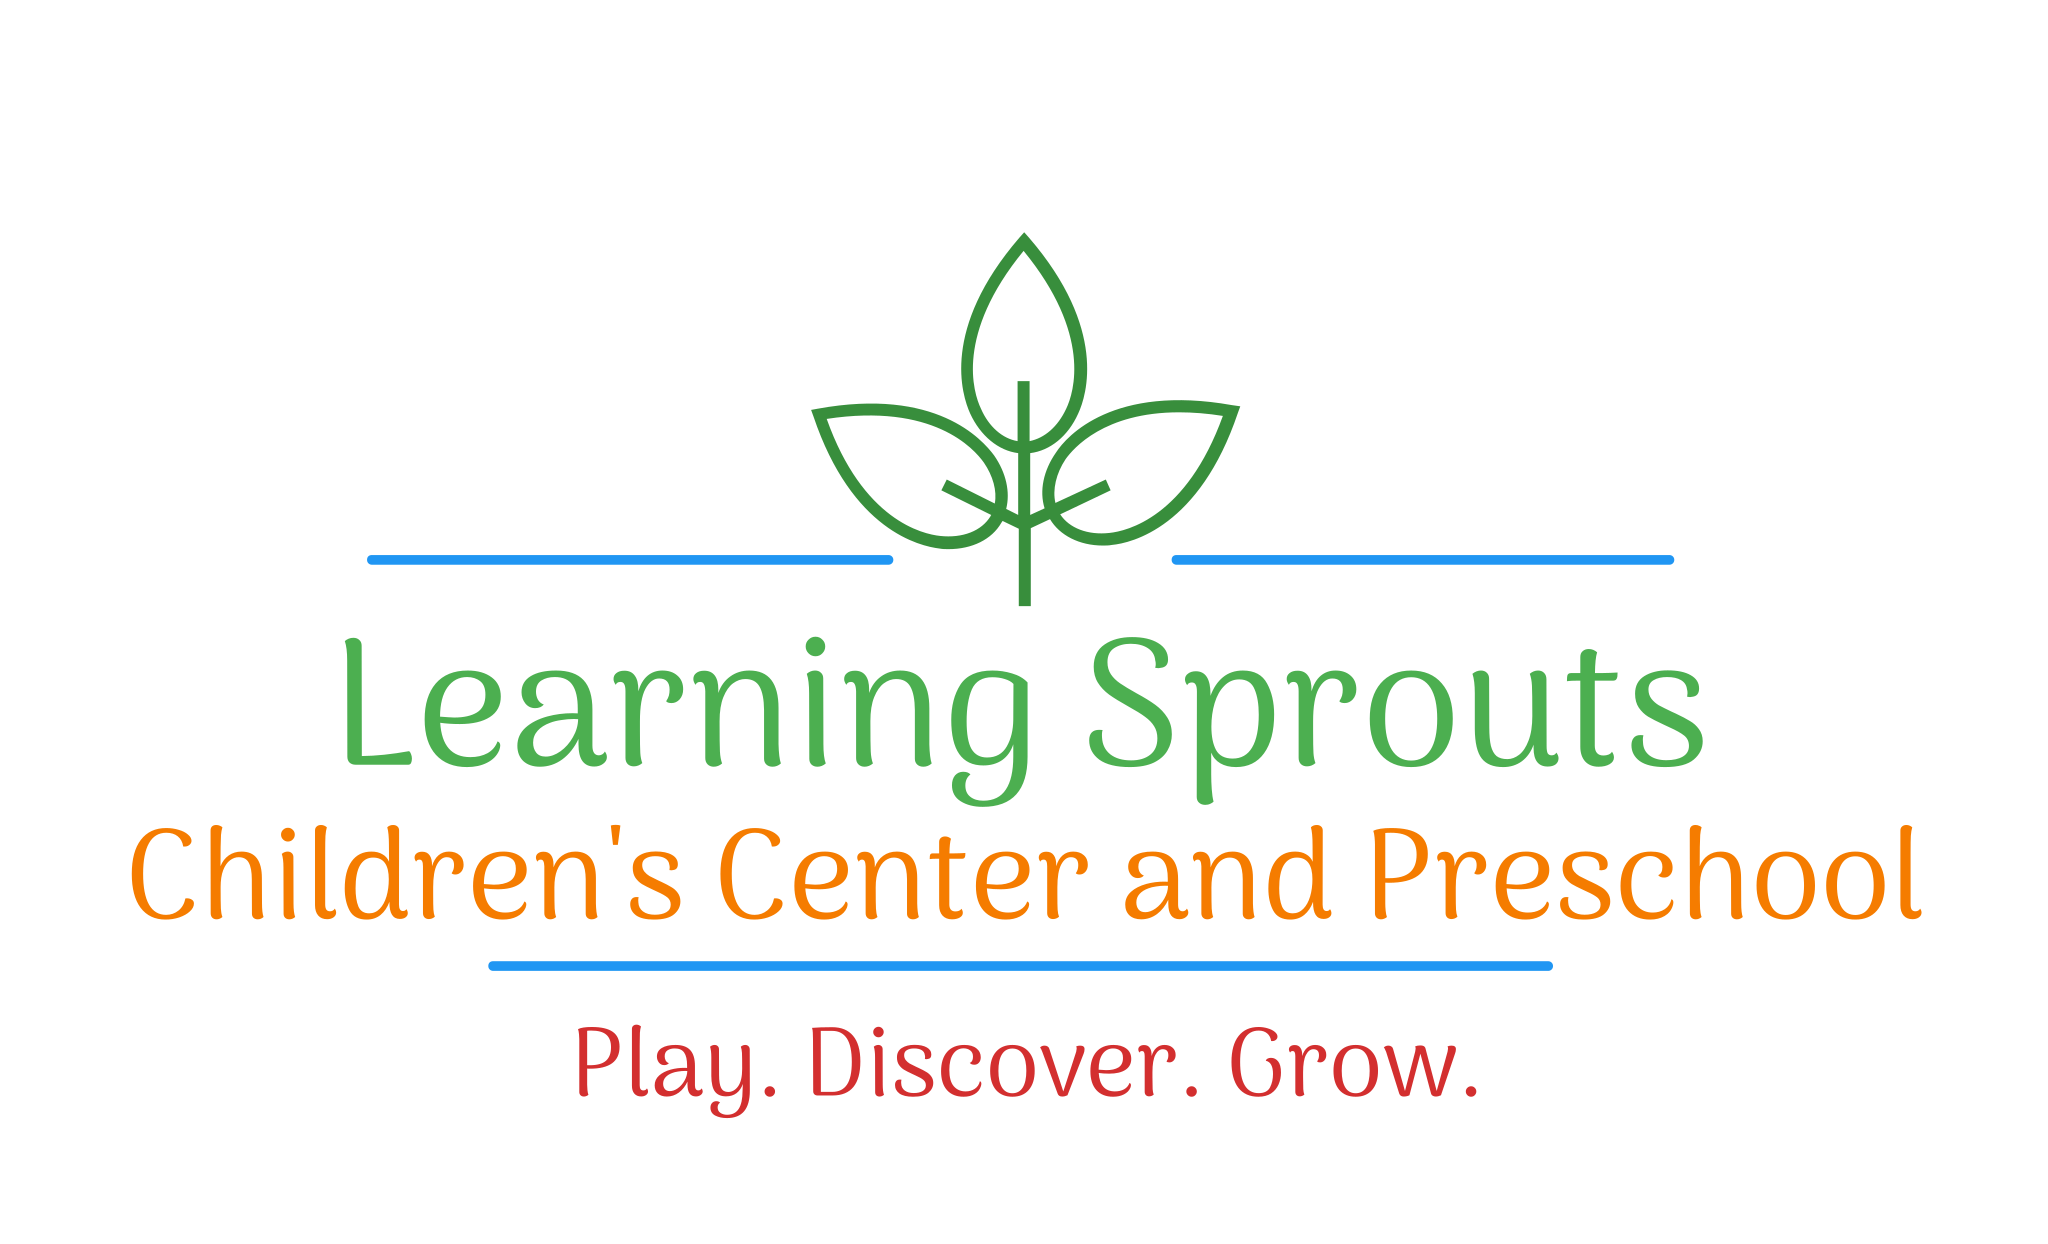 Learning Sprouts
Children's Center and Preschool
Play. Discover. Grow.